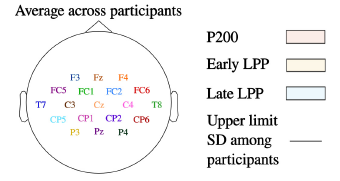 Average across participants
F3 Fz F4
FC5 FC1 FC2 FC6
T7 C3 Cz C4 T8
CP5 CP1 CP2 CP6
P3 Pz P4
P200
Early LPP
Late LPP
Upper limit
SD among
participants